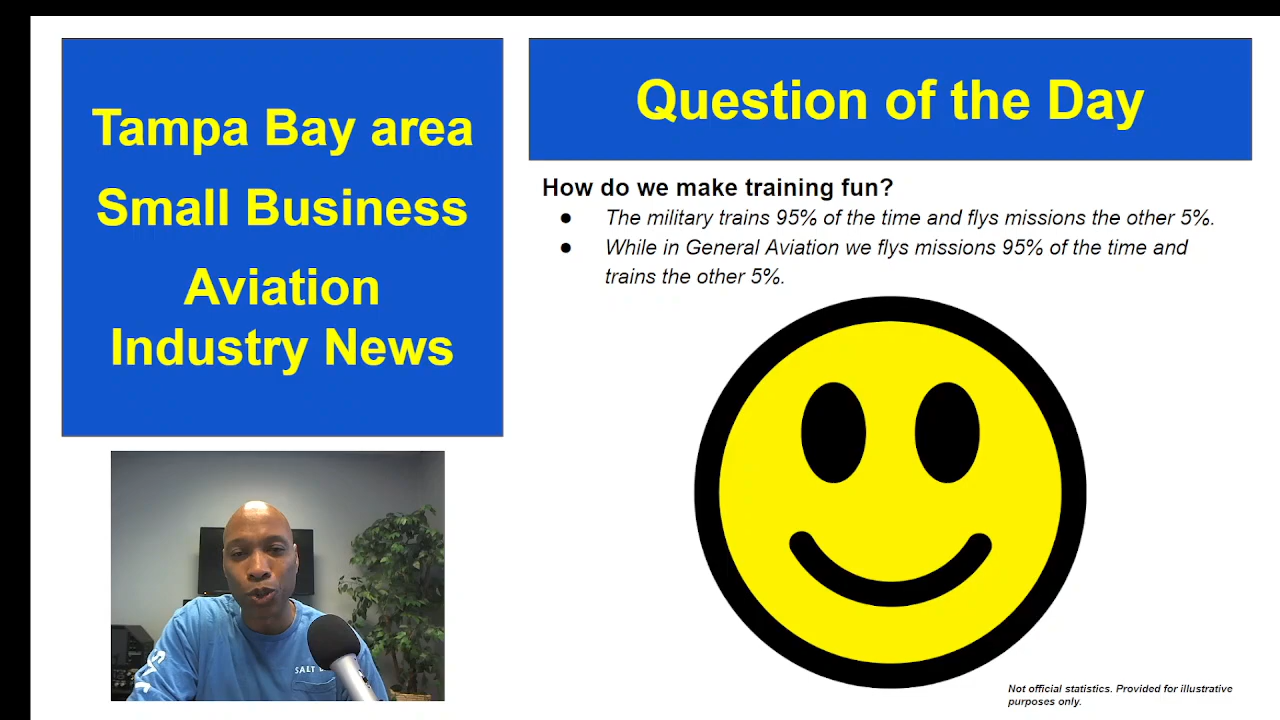 Tampa Bay area
Small Business
Aviation
Industry News
Question of the Day
How do we make training fun?
● The military trains 95% of the time and flys missions the other 5%.
● While in General Aviation we flys missions 95% of the time and
trains the other 5%.
SALT
Not official statistics. Provided for illustrative
purposes only.